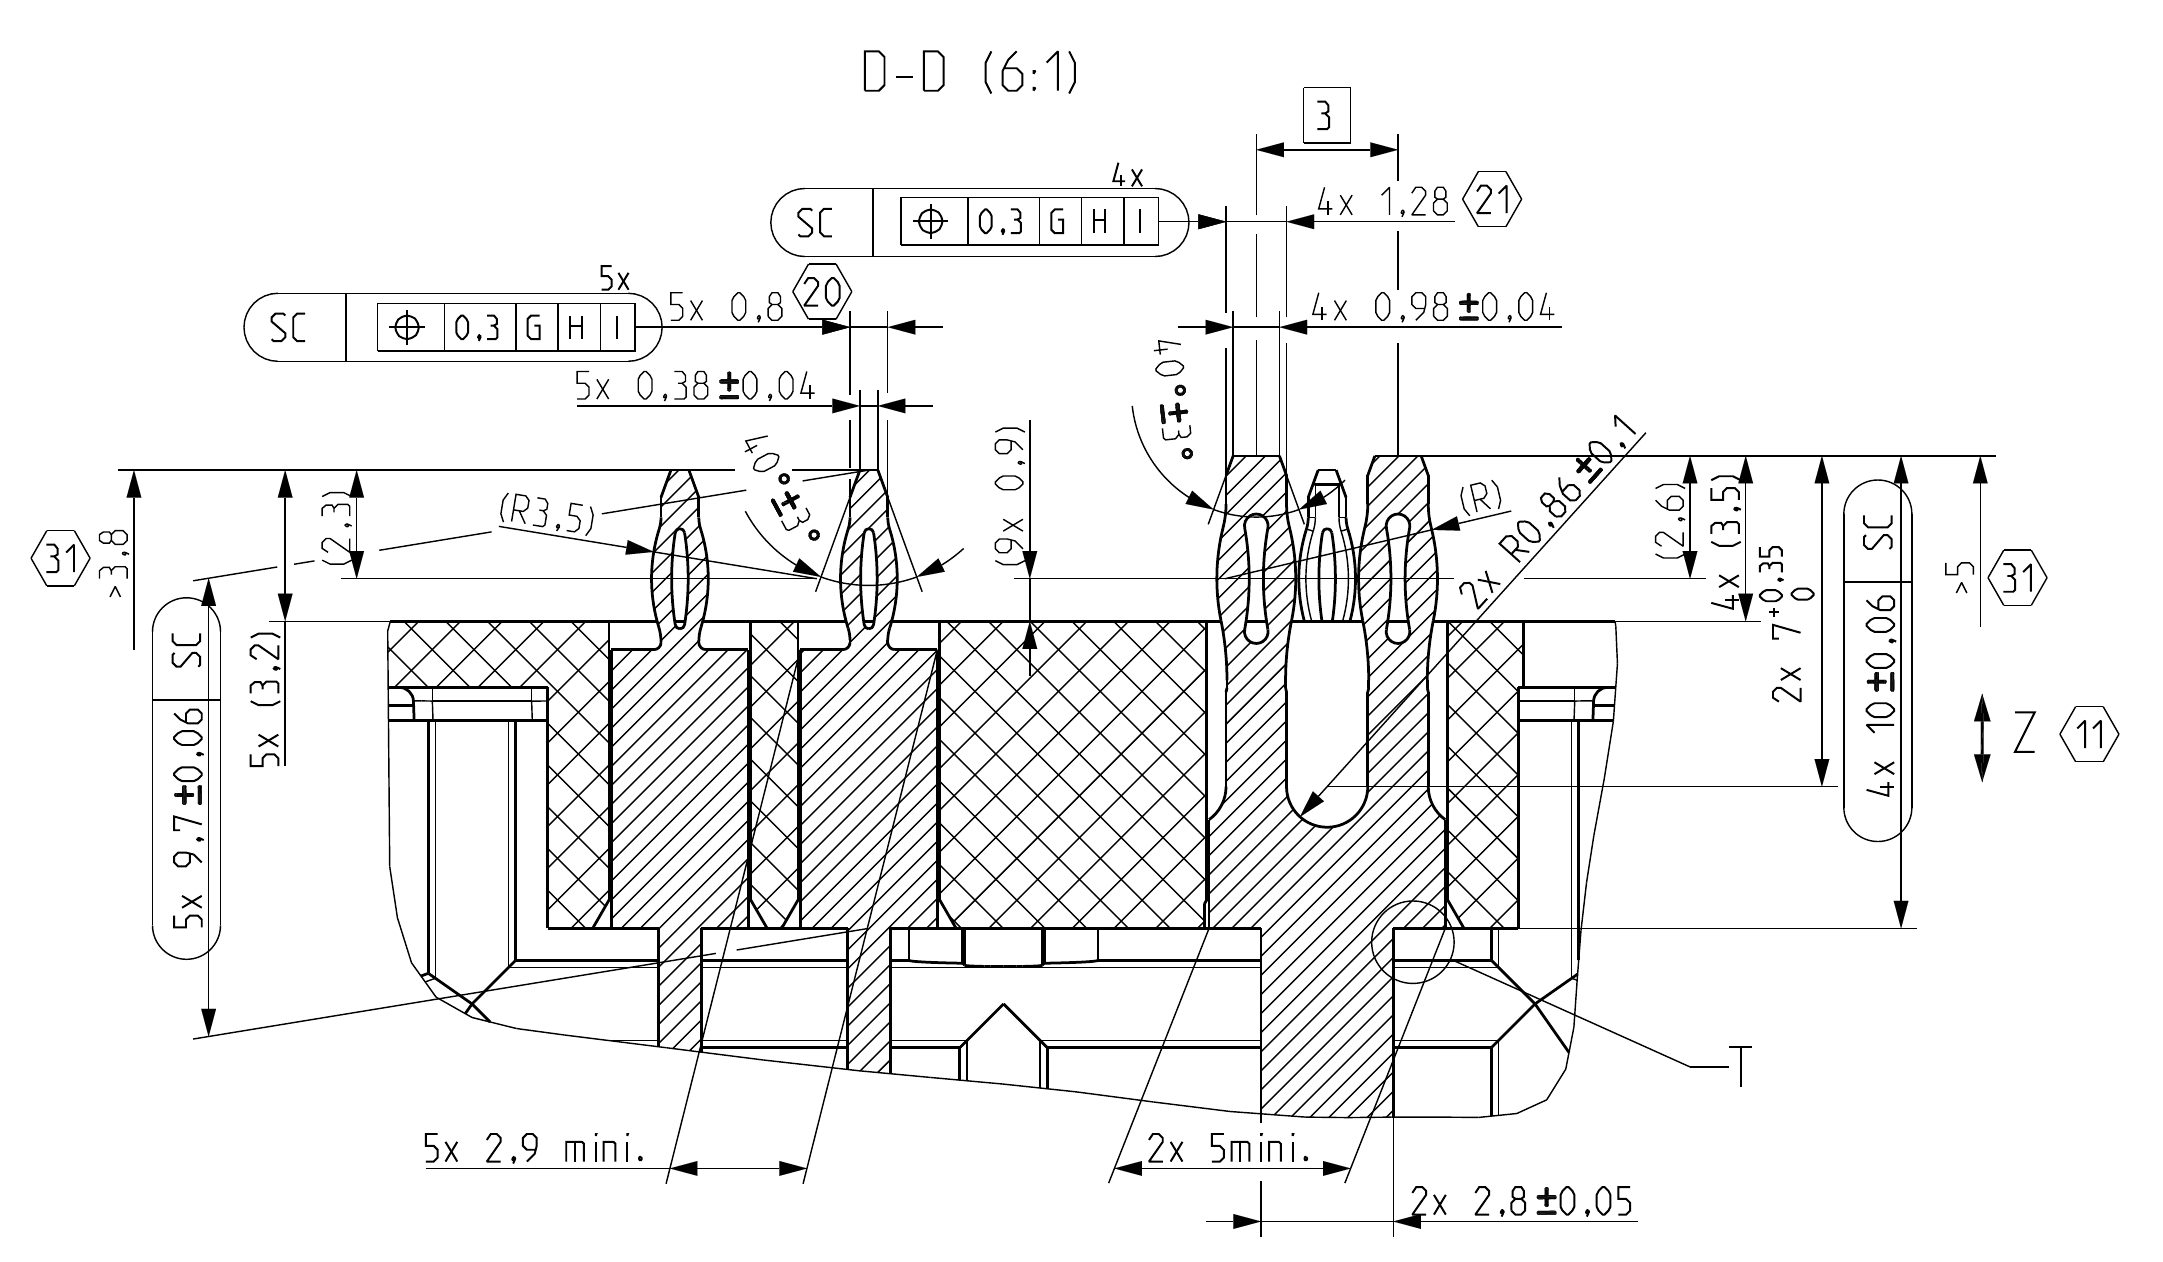 D-D (6:1)
3
4x
SC ⌖ 0.3 G H I
4x 1,28 21
5x
SC ⌖ 0.3 G H I
5x 0,8 20
4x 0,98±0,04
5x 0,38±0,04
40°±3°
40°±3°
(9x 0,9)
(R3,5)
(R)
2x R0,86±0,1
31 >3,8
(2,3)
5x (3,2)
5x 9,7±0,06 SC
(2,6)
4x (3,5)
2x 7 +0,35 0
4x 10±0,06 SC
>5 31
Z 11
T
5x 2,9 mini.
2x 5mini.
2x 2,8±0,05